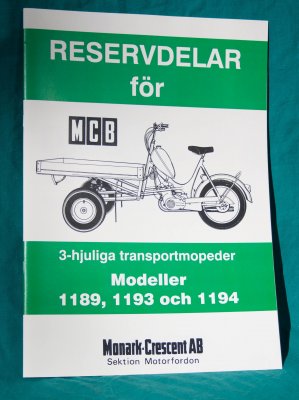 RESERVDELAR
för
MCB
3-hjuliga transportmopeder
Modeller
1189, 1193 och 1194
Monark-Crescent AB
Sektion Motorfordon